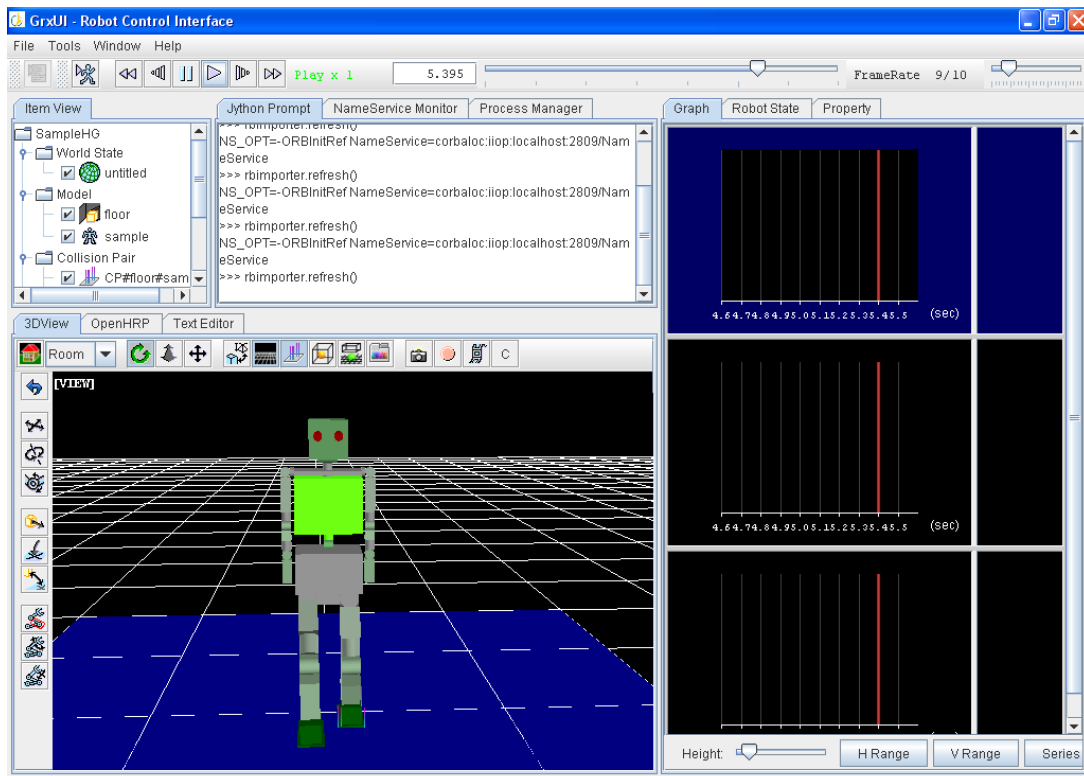 GrxUI - Robot Control Interface
File Tools Window Help
Play x 1
5.395
FrameRate 9/10
Item View
SampleHG
World State
untitled
Model
floor
sample
Collision Pair
CP#floor#sam
Jython Prompt NameService Monitor Process Manager
>>> rbimporter.refresh()
NS_OPT=-ORBInitRef NameService=corbaloc:iiop:localhost:2809/Nam
eService
>>> rbimporter.refresh()
NS_OPT=-ORBInitRef NameService=corbaloc:iiop:localhost:2809/Nam
eService
>>> rbimporter.refresh()
NS_OPT=-ORBInitRef NameService=corbaloc:iiop:localhost:2809/Nam
eService
>>> rbimporter.refresh()
3DView OpenHRP Text Editor
Room
C
[VIEW]
Graph Robot State Property
4.64.74.84.95.05.15.25.35.45.5 (sec)
4.64.74.84.95.05.15.25.35.45.5 (sec)
Height: H Range V Range Series